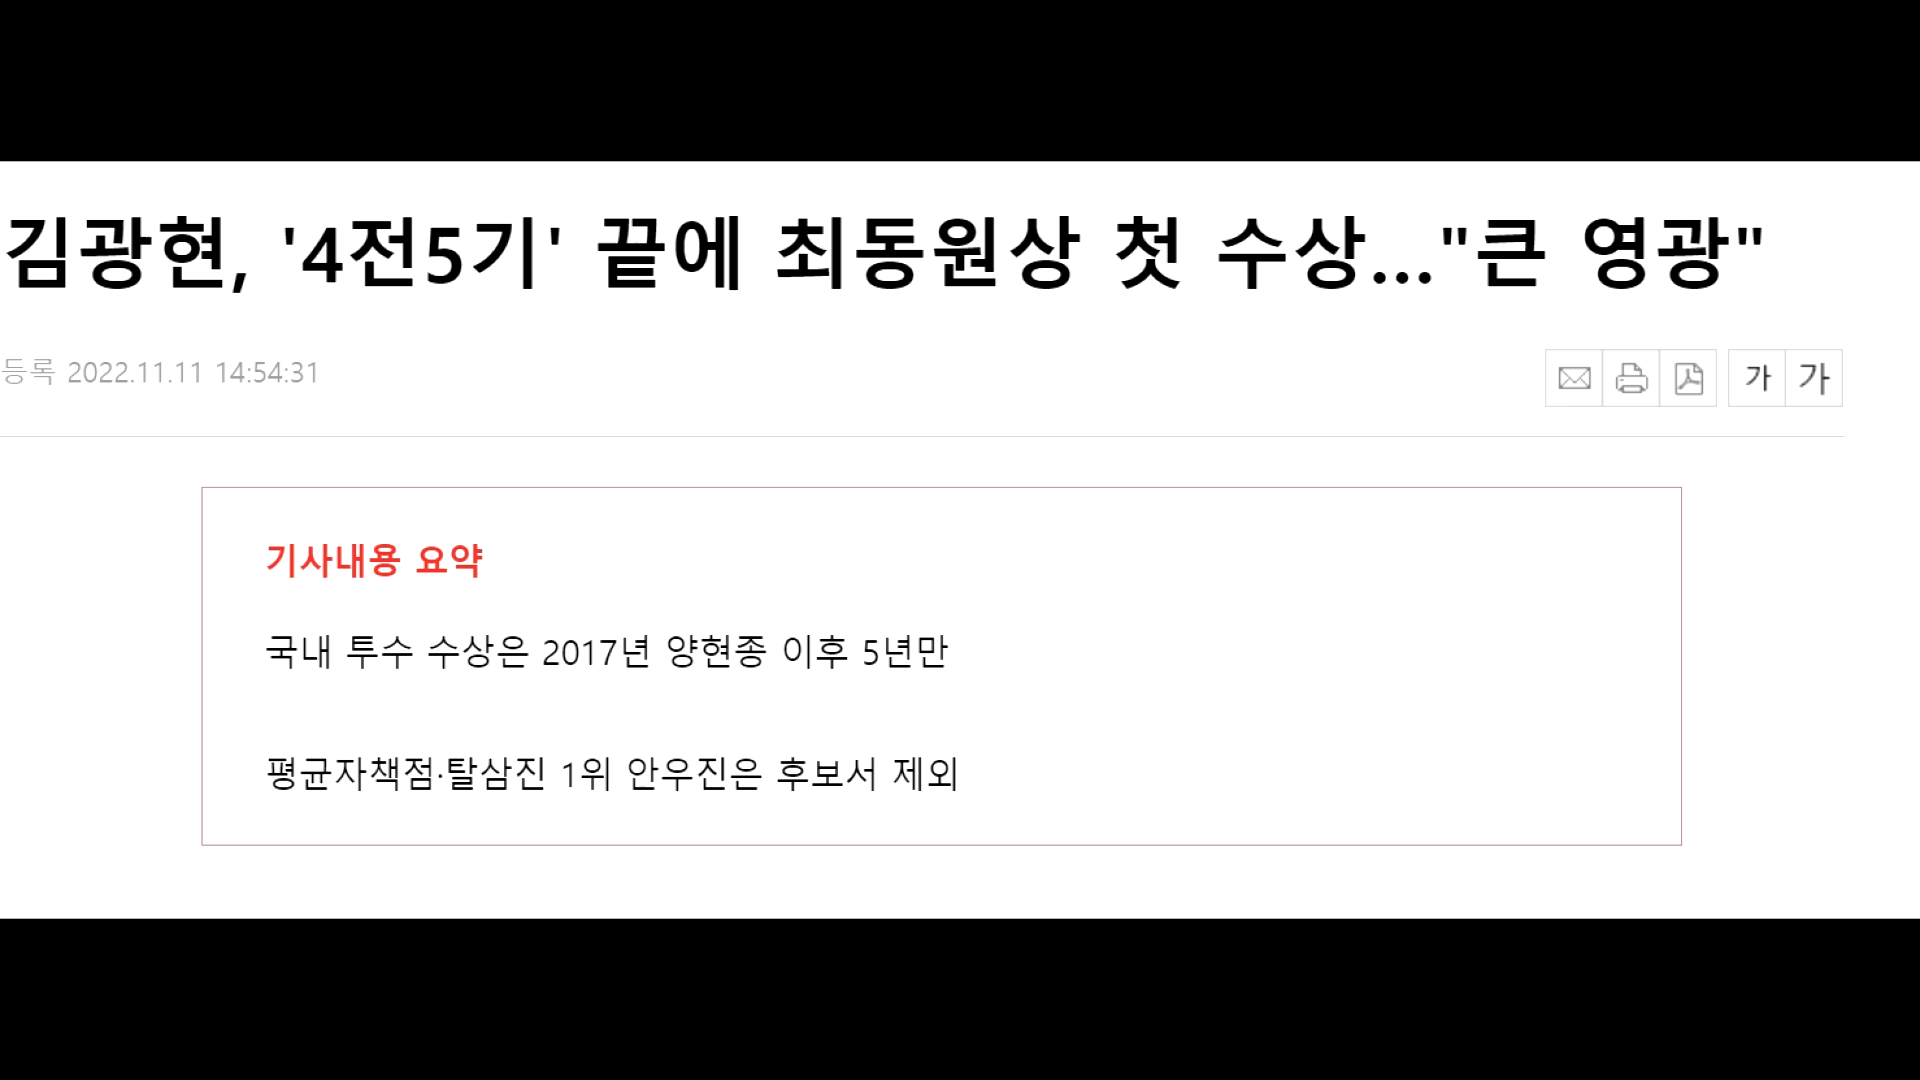 김광현, '4전5기' 끝에 최동원상 첫 수상..."큰 영광"
등록 2022.11.11 14:54:31
가 가
기사내용 요약
국내 투수 수상은 2017년 양현종 이후 5년만
평균자책점·탈삼진 1위 안우진은 후보서 제외